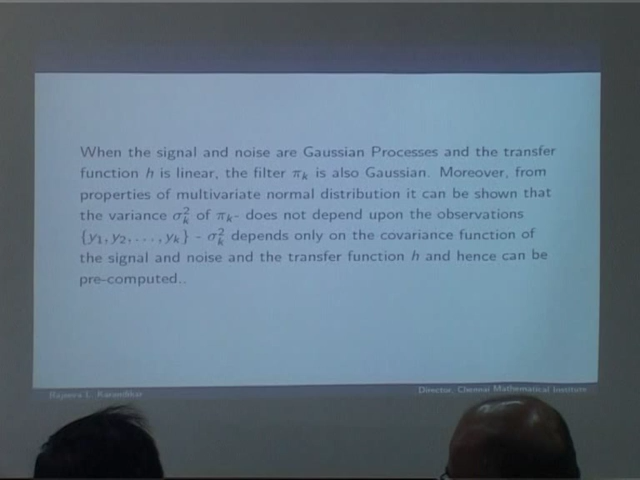 When the signal and noise are Gaussian Processes and the transfer
function h is linear, the filter πₖ is also Gaussian. Moreover, from
properties of multivariate normal distribution it can be shown that
the variance σ²ₖ of πₖ- does not depend upon the observations
{y₁, y₂, . . . , yₖ} - σ²ₖ depends only on the covariance function of
the signal and noise and the transfer function h and hence can be
pre-computed..
Rajeeva L. Karandikar
Director, Chennai Mathematical Institute